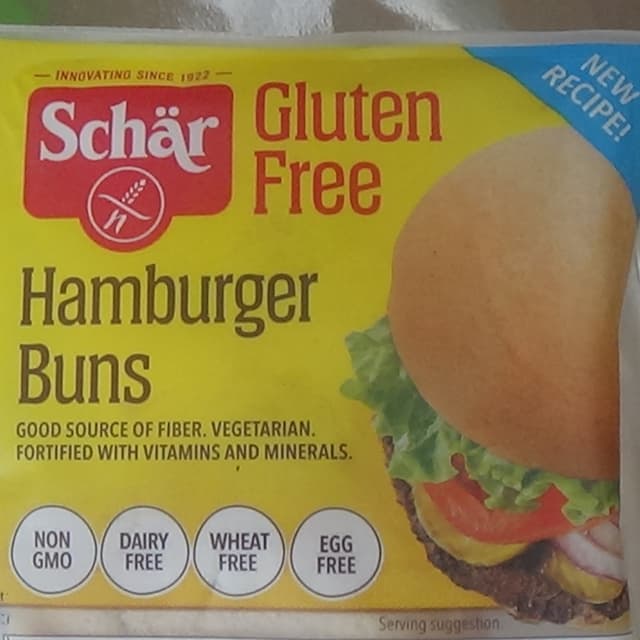 INNOVATING SINCE 1922
Schär
Gluten
Free
NEW
RECIPE!
Hamburger
Buns
GOOD SOURCE OF FIBER. VEGETARIAN.
FORTIFIED WITH VITAMINS AND MINERALS.
NON
GMO
DAIRY
FREE
WHEAT
FREE
EGG
FREE
Serving suggestion